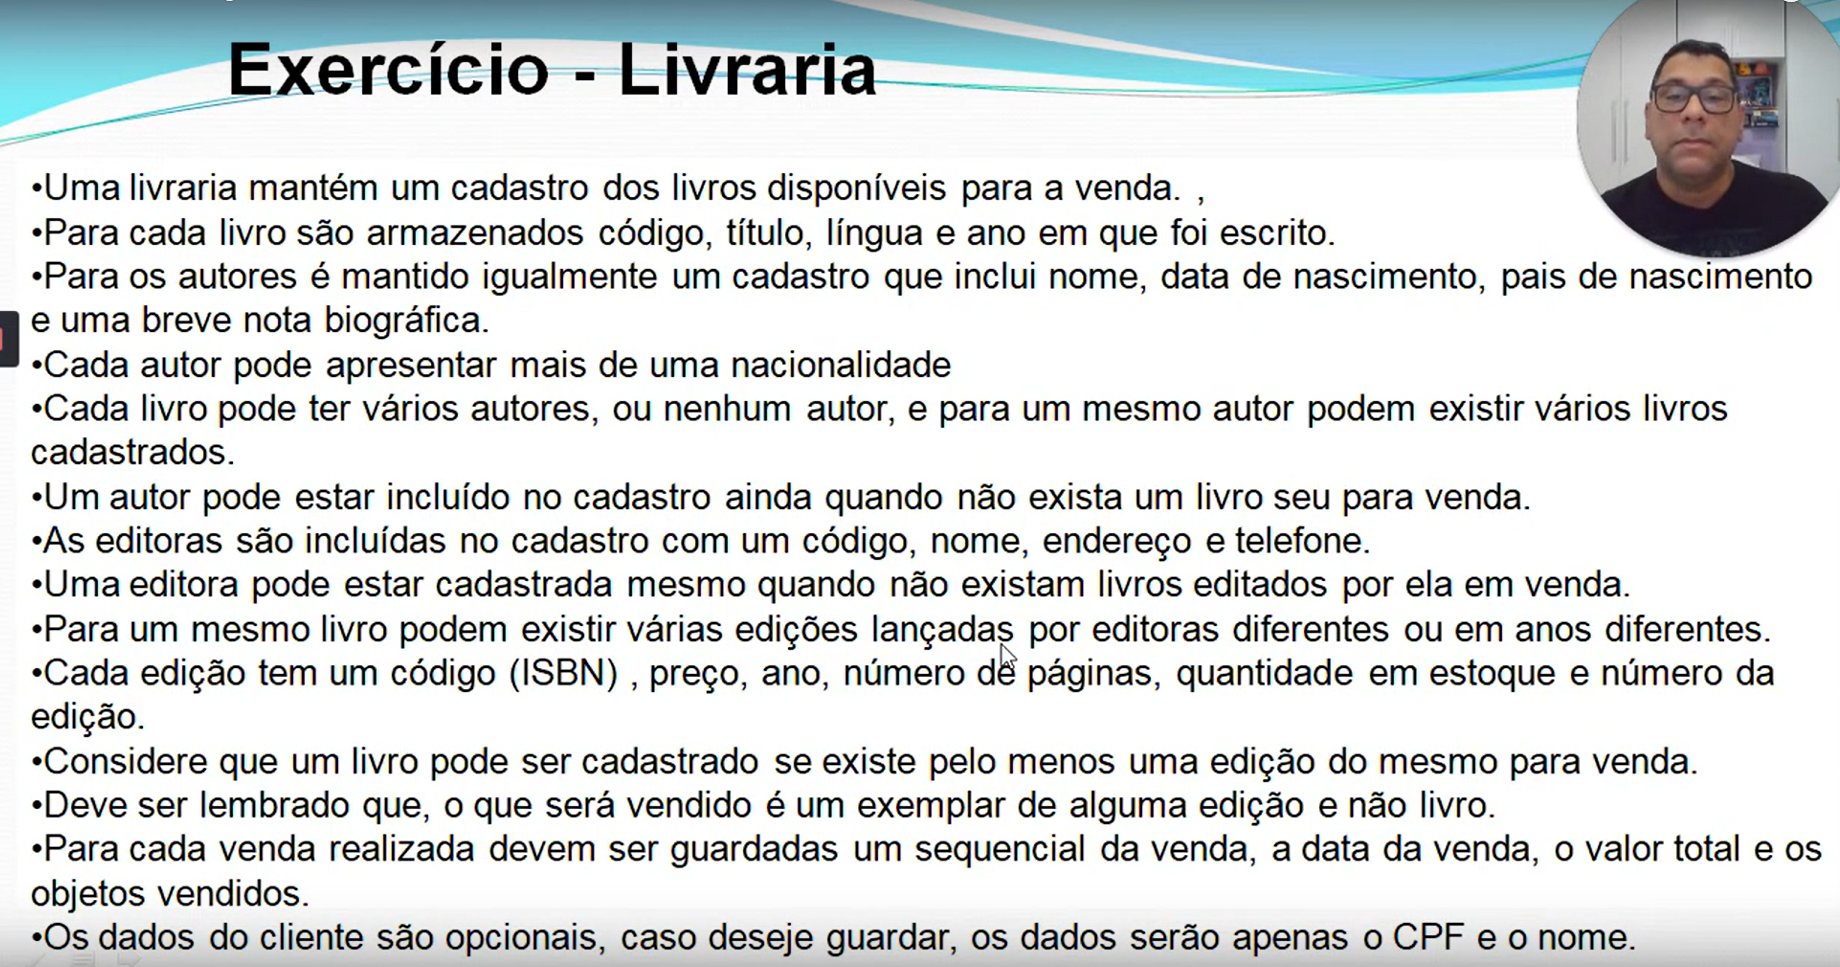 Exercício - Livraria
•Uma livraria mantém um cadastro dos livros disponíveis para a venda. ,
•Para cada livro são armazenados código, título, língua e ano em que foi escrito.
•Para os autores é mantido igualmente um cadastro que inclui nome, data de nascimento, pais de nascimento
e uma breve nota biográfica.
•Cada autor pode apresentar mais de uma nacionalidade
•Cada livro pode ter vários autores, ou nenhum autor, e para um mesmo autor podem existir vários livros
cadastrados.
•Um autor pode estar incluído no cadastro ainda quando não exista um livro seu para venda.
•As editoras são incluídas no cadastro com um código, nome, endereço e telefone.
•Uma editora pode estar cadastrada mesmo quando não existam livros editados por ela em venda.
•Para um mesmo livro podem existir várias edições lançadas por editoras diferentes ou em anos diferentes.
•Cada edição tem um código (ISBN) , preço, ano, número de páginas, quantidade em estoque e número da
edição.
•Considere que um livro pode ser cadastrado se existe pelo menos uma edição do mesmo para venda.
•Deve ser lembrado que, o que será vendido é um exemplar de alguma edição e não livro.
•Para cada venda realizada devem ser guardadas um sequencial da venda, a data da venda, o valor total e os
objetos vendidos.
•Os dados do cliente são opcionais, caso deseje guardar, os dados serão apenas o CPF e o nome.